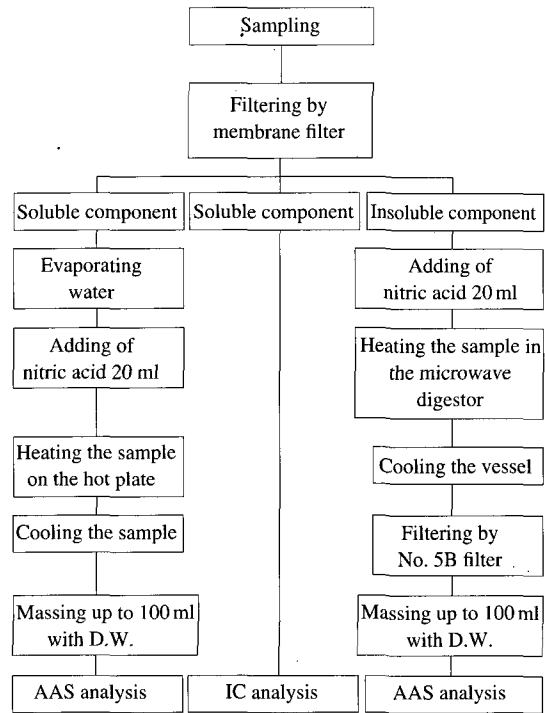 Sampling
Filtering by
membrane filter
Soluble component
Evaporating
water
Adding of
nitric acid 20 ml
Heating the sample
on the hot plate
Cooling the sample
Massing up to 100 ml
with D.W.
AAS analysis
Soluble component
IC analysis
Insoluble component
Adding of
nitric acid 20 ml
Heating the sample in
the microwave
digestor
Cooling the vessel
Filtering by
No. 5B filter
Massing up to 100 ml
with D.W.
AAS analysis